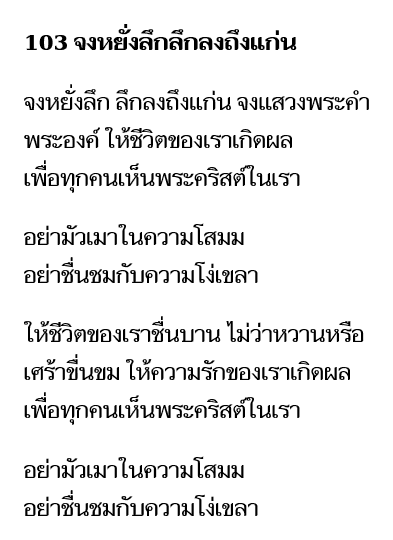 103 จงหยั่งลึกลึกลงถึงแก่น
จงหยั่งลึก ลึกลงถึงแก่น จงแสวงพระคำ
พระองค์ ให้ชีวิตของเราเกิดผล
เพื่อทุกคนเห็นพระคริสต์ในเรา
อย่ามัวเมาในความโสมม
อย่าชื่นชมกับความโง่เขลา
ให้ชีวิตของเราชื่นบาน ไม่ว่าหวานหรือ
เศร้าขื่นขม ให้ความรักของเราเกิดผล
เพื่อทุกคนเห็นพระคริสต์ในเรา
อย่ามัวเมาในความโสมม
อย่าชื่นชมกับความโง่เขลา